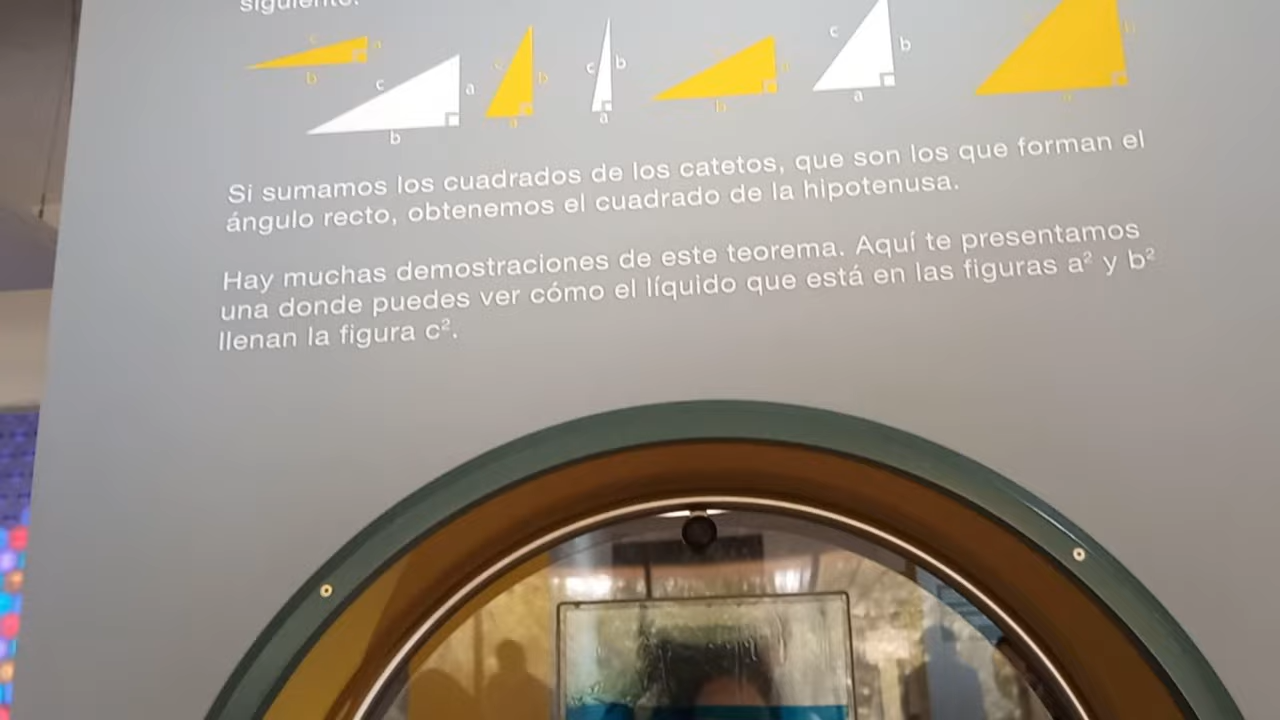 siguiente:
c a b
c a b
c b a
c b a
b
c b a
b
Si sumamos los cuadrados de los catetos, que son los que forman el
ángulo recto, obtenemos el cuadrado de la hipotenusa.
Hay muchas demostraciones de este teorema. Aquí te presentamos
una donde puedes ver cómo el líquido que está en las figuras a² y b²
llenan la figura c².